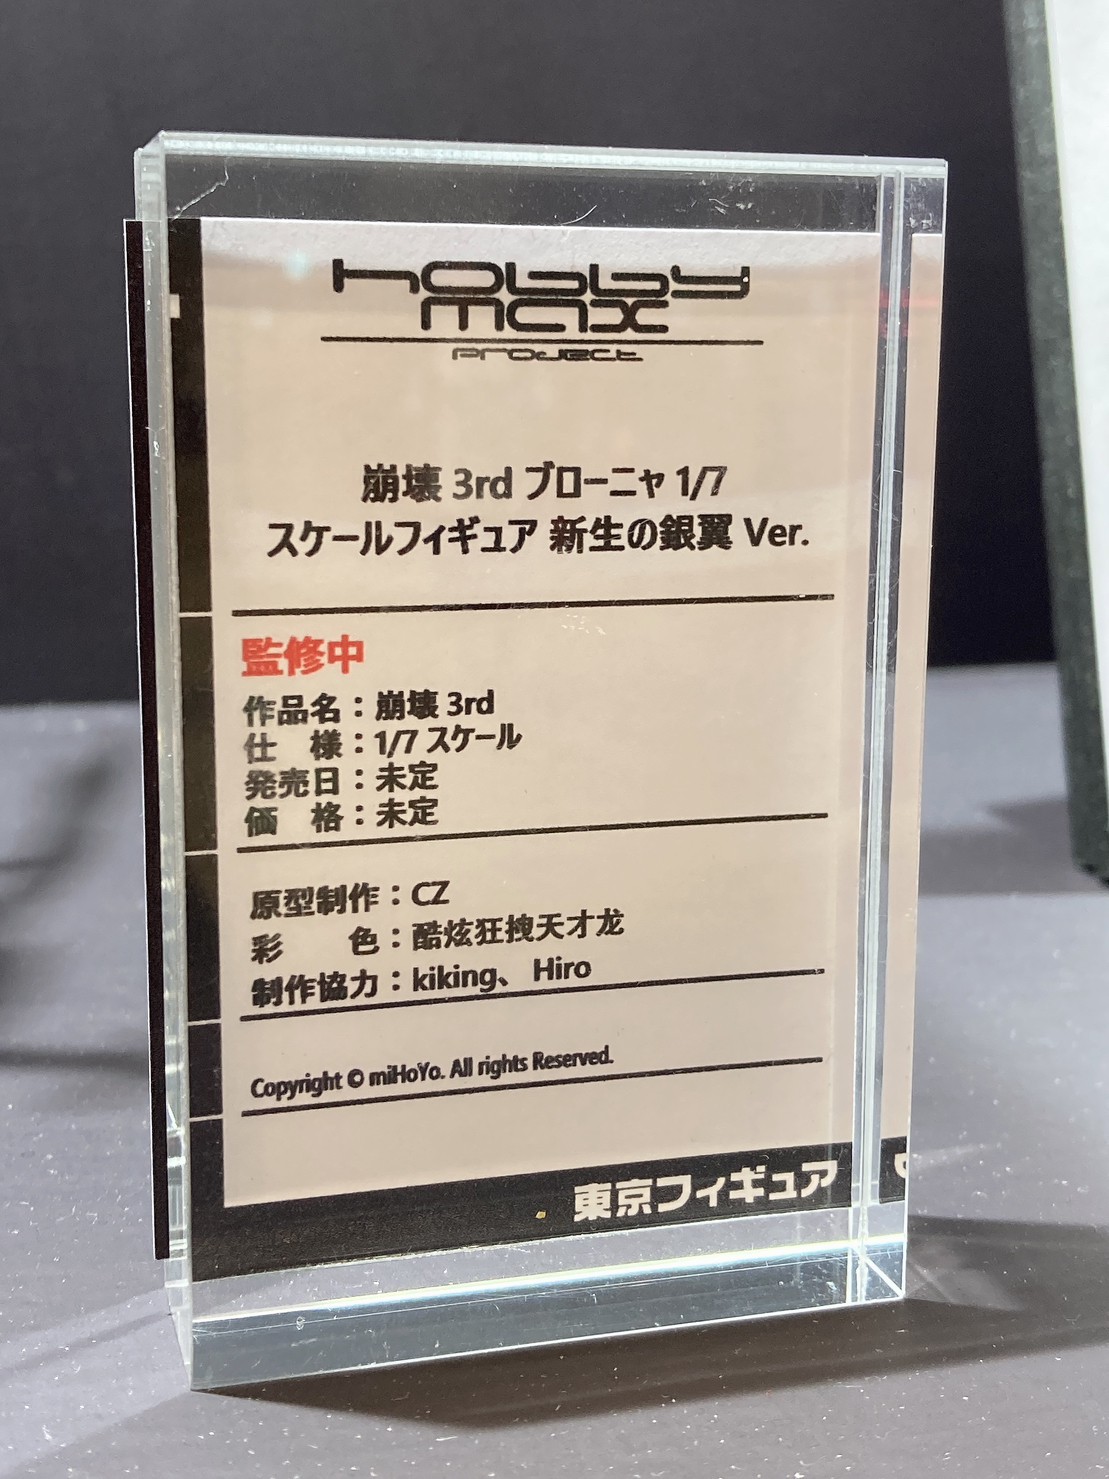 hobby
max
project
崩壊 3rd ブローニャ 1/7
スケールフィギュア 新生の銀翼 Ver.
監修中
作品名：崩壊 3rd
仕　様：1/7 スケール
発売日：未定
価　格：未定
原型制作：CZ
彩　　色：酷炫狂拽天才龙
制作協力：kiking、Hiro
Copyright © miHoYo. All rights Reserved.
東京フィギュア